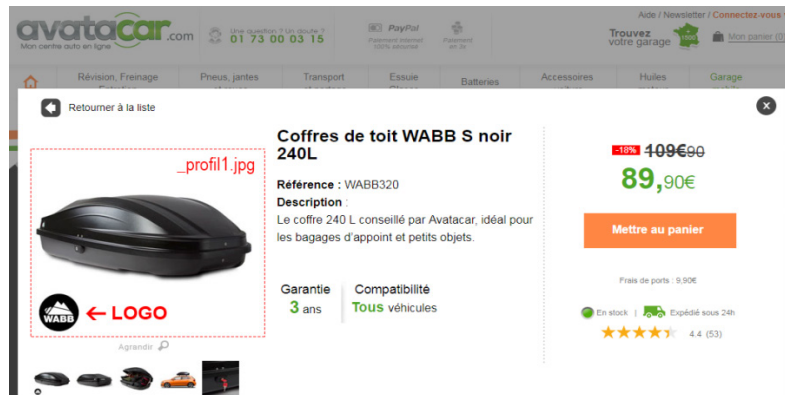 avatacar.com
Mon centre auto en ligne
Une question ? Un doute ?
01 73 00 03 15
PayPal
Paiement Internet
100% sécurisé
Paiement
en 3x
Aide / Newsletter / Connectez-vous
Trouvez
votre garage
Mon panier (0)
Révision, Freinage
Entretien
Pneus, jantes
Transport
Essuie
Batteries
Accessoires
Huiles
Garage
Retourner à la liste
_profil1.jpg
WABB
← LOGO
Agrandir
Coffres de toit WABB S noir
240L
Référence : WABB320
Description :
Le coffre 240 L conseillé par Avatacar, idéal pour
les bagages d'appoint et petits objets.
Garantie
3 ans
Compatibilité
Tous véhicules
-18% 109€90
89,90€
Mettre au panier
Frais de ports : 9,90€
En stock | Expédié sous 24h
4.4 (53)